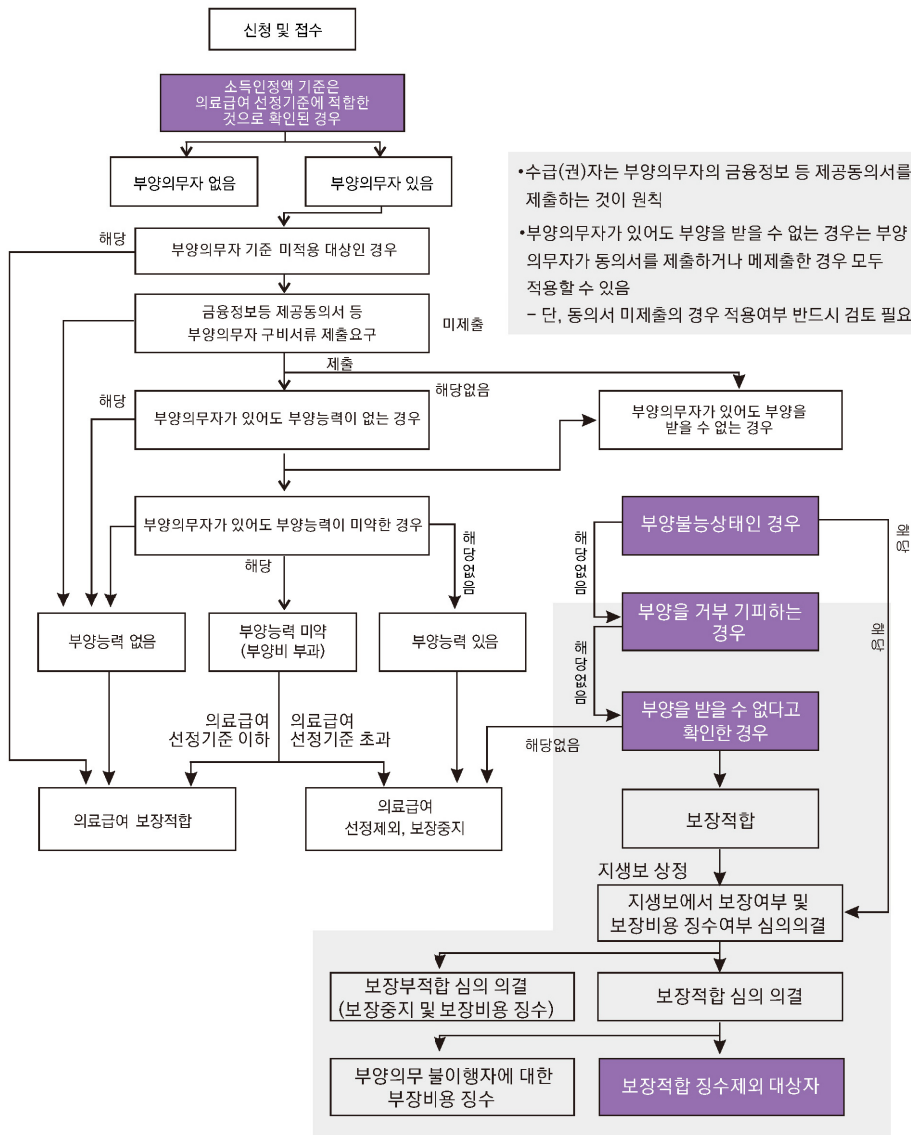 신청 및 접수
소득인정액 기준은
의료급여 선정기준에 적합한
것으로 확인된 경우
부양의무자 없음
부양의무자 있음
•수급(권)자는 부양의무자의 금융정보 등 제공동의서를
제출하는 것이 원칙
•부양의무자가 있어도 부양을 받을 수 없는 경우는 부양
의무자가 동의서를 제출하거나 메제출한 경우 모두
적용할 수 있음
– 단, 동의서 미제출의 경우 적용여부 반드시 검토 필요
해당
부양의무자 기준 미적용 대상인 경우
금융정보등 제공동의서 등
부양의무자 구비서류 제출요구
미제출
제출
해당없음
해당
부양의무자가 있어도 부양능력이 없는 경우
부양의무자가 있어도 부양을
받을 수 없는 경우
부양의무자가 있어도 부양능력이 미약한 경우
해당
해당없음
부양불능상태인 경우
해당
해당없음
해당
부양을 거부 기피하는
경우
해당없음
부양능력 없음
부양능력 미약
(부양비 부과)
부양능력 있음
의료급여
선정기준 이하
의료급여
선정기준 초과
부양을 받을 수 없다고
확인한 경우
해당없음
의료급여 보장적합
의료급여
선정제외, 보장중지
보장적합
지생보 상정
지생보에서 보장여부 및
보장비용 징수여부 심의의결
보장부적합 심의 의결
(보장중지 및 보장비용 징수)
보장적합 심의 의결
부양의무 불이행자에 대한
부장비용 징수
보장적합 징수제외 대상자